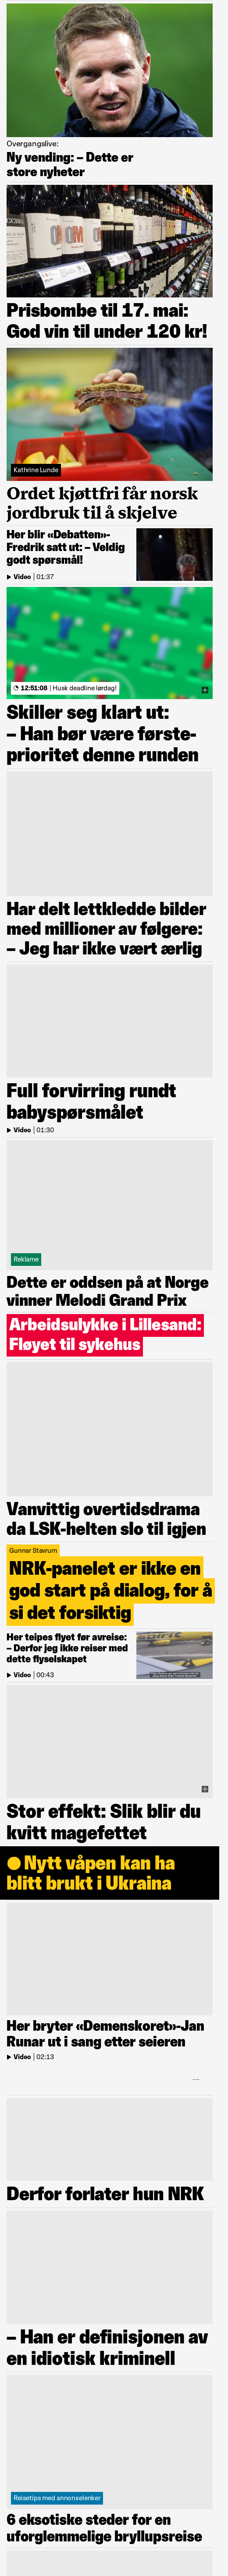 Overgangslive:
Ny vending: – Dette er
store nyheter
Prisbombe til 17. mai:
God vin til under 120 kr!
Kathrine Lunde
Ordet kjøttfri får norsk
jordbruk til å skjelve
Her blir «Debatten»-
Fredrik satt ut: – Veldig
godt spørsmål!
Video | 01:37
12:51:08 | Husk deadline lørdag!
Skiller seg klart ut:
– Han bør være første-
prioritet denne runden
Har delt lettkledde bilder
med millioner av følgere:
– Jeg har ikke vært ærlig
Full forvirring rundt
babyspørsmålet
Video | 01:30
Reklame
Dette er oddsen på at Norge
vinner Melodi Grand Prix
Arbeidsulykke i Lillesand:
Fløyet til sykehus
Vanvittig overtidsdrama
da LSK-helten slo til igjen
Gunnar Stavrum
NRK-panelet er ikke en
god start på dialog, for å
si det forsiktig
Her teipes flyet før avreise:
– Derfor jeg ikke reiser med
dette flyselskapet
Video | 00:43
Stor effekt: Slik blir du
kvitt magefettet
Nytt våpen kan ha
blitt brukt i Ukraina
Her bryter «Demenskoret»-Jan
Runar ut i sang etter seieren
Video | 02:13
Derfor forlater hun NRK
– Han er definisjonen av
en idiotisk kriminell
Reisetips med annonselenker
6 eksotiske steder for en
uforglemmelige bryllupsreise